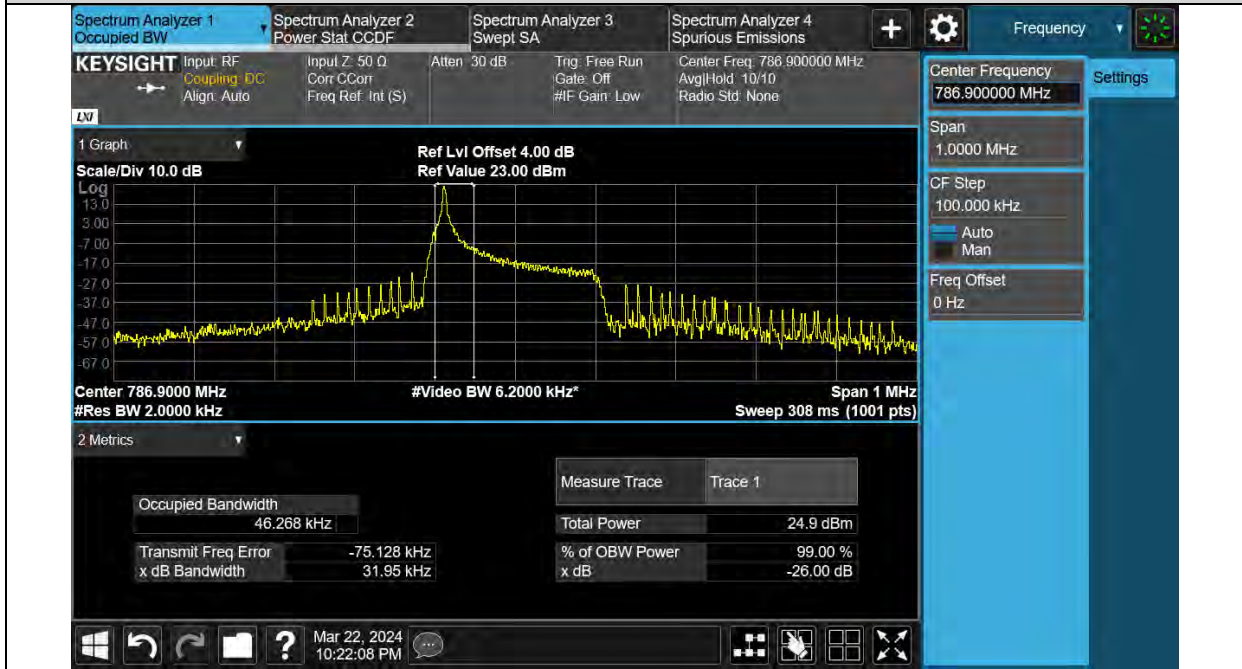 Spectrum Analyzer 1
Occupied BW
Spectrum Analyzer 2
Power Stat CCDF
Spectrum Analyzer 3
Swept SA
Spectrum Analyzer 4
Spurious Emissions
+
Frequency
KEYSIGHT
Input: RF
Coupling: DC
Align: Auto
Input Z: 50 Ω
Corr CCorr
Freq Ref: Int (S)
Atten: 30 dB
Trig: Free Run
Gate: Off
#IF Gain: Low
Center Freq: 786.900000 MHz
Avg|Hold: 10/10
Radio Std: None
LXI
Center Frequency
786.900000 MHz
Settings
Span
1.0000 MHz
CF Step
100.000 kHz
Auto
Man
Freq Offset
0 Hz
1 Graph
Scale/Div 10.0 dB
Ref Lvl Offset 4.00 dB
Ref Value 23.00 dBm
Log
13.0
3.00
-7.00
-17.0
-27.0
-37.0
-47.0
-57.0
-67.0
Center 786.9000 MHz
#Video BW 6.2000 kHz*
Span 1 MHz
#Res BW 2.0000 kHz
Sweep 308 ms (1001 pts)
2 Metrics
Measure Trace
Trace 1
Occupied Bandwidth
46.268 kHz
Total Power
24.9 dBm
Transmit Freq Error
-75.128 kHz
% of OBW Power
99.00 %
x dB Bandwidth
31.95 kHz
x dB
-26.00 dB
?
Mar 22, 2024
10:22:08 PM